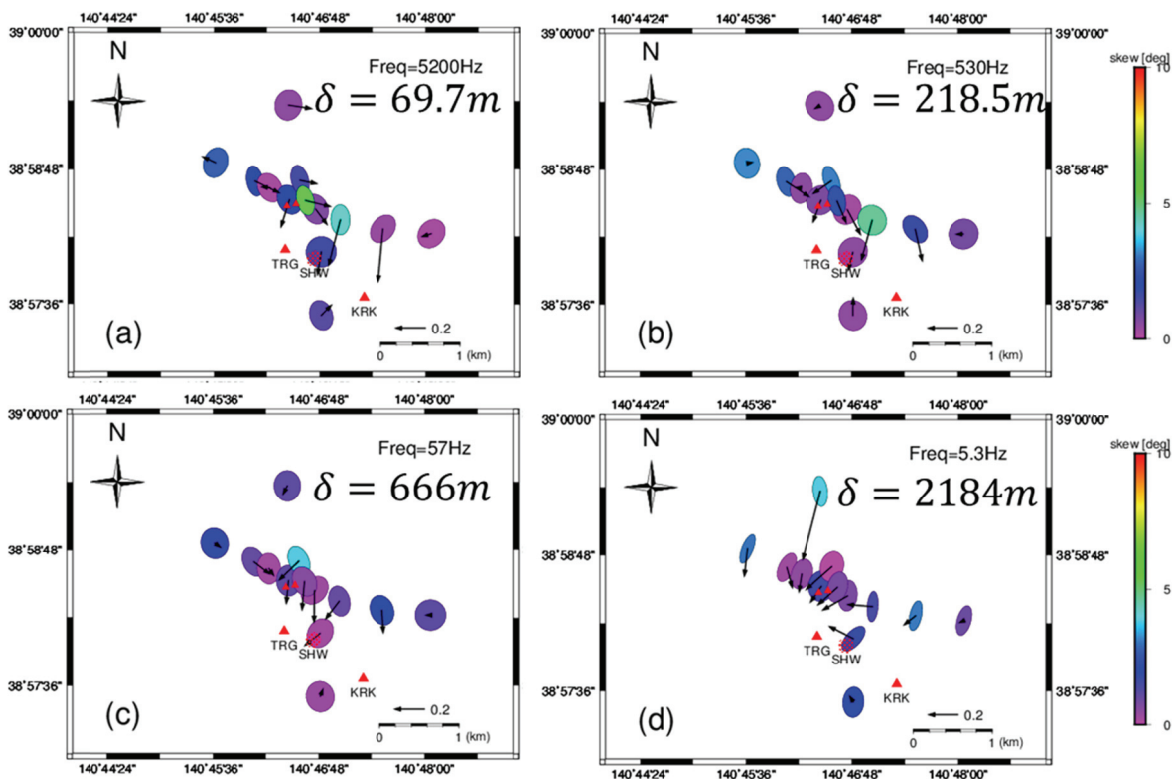 140°44'24" 140°45'36" 140°46'48" 140°48'00"
39°00'00"
N
Freq=5200Hz
δ = 69.7m
38°58'48"
TRG
SHW
38°57'36"
KRK
(a)
0.2
0 1 (km)
140°44'24" 140°45'36" 140°46'48" 140°48'00"
39°00'00"
N
Freq=530Hz
δ = 218.5m
38°58'48"
TRG
SHW
38°57'36"
KRK
(b)
0.2
0 1 (km)
skew [deg]
10
5
0
39°00'00"
N
Freq=57Hz
δ = 666m
38°58'48"
TRG
SHW
38°57'36"
KRK
(c)
0.2
0 1 (km)
140°44'24" 140°45'36" 140°46'48" 140°48'00"
140°44'24" 140°45'36" 140°46'48" 140°48'00"
39°00'00"
N
Freq=5.3Hz
δ = 2184m
38°58'48"
TRG
SHW
38°57'36"
KRK
(d)
0.2
0 1 (km)
140°44'24" 140°45'36" 140°46'48" 140°48'00"
skew [deg]
10
5
0